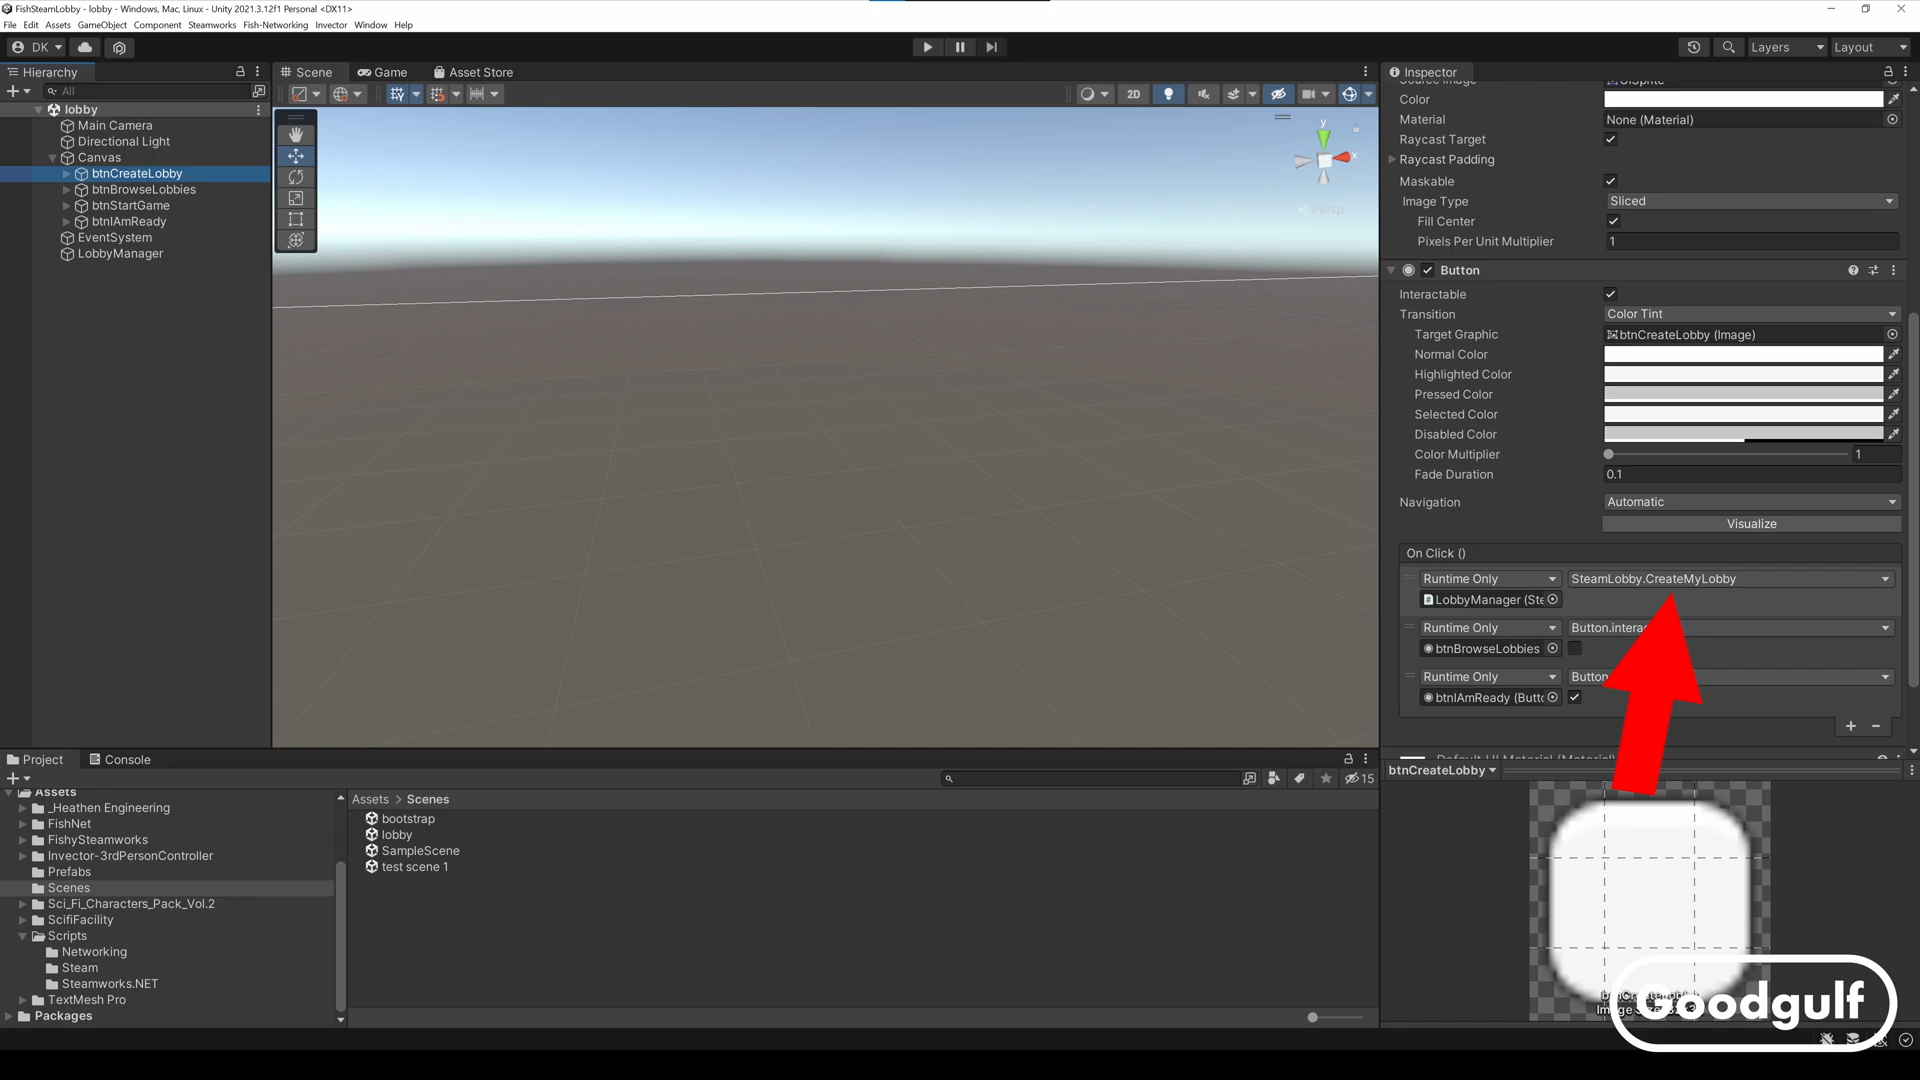 FishSteamLobby - lobby - Windows, Mac, Linux - Unity 2021.3.12f1 Personal <DX11>
File Edit Assets GameObject Component Steamworks Fish-Networking Invector Window Help
DK
Layers
Layout
Hierarchy
All
lobby
Main Camera
Directional Light
Canvas
btnCreateLobby
btnBrowseLobbies
btnStartGame
btnIAmReady
EventSystem
LobbyManager
Scene
Game
Asset Store
2D
y
x
Persp
Inspector
Color
Material None (Material)
Raycast Target
Raycast Padding
Maskable
Image Type Sliced
Fill Center
Pixels Per Unit Multiplier 1
Button
Interactable
Transition Color Tint
Target Graphic btnCreateLobby (Image)
Normal Color
Highlighted Color
Pressed Color
Selected Color
Disabled Color
Color Multiplier 1
Fade Duration 0.1
Navigation Automatic
Visualize
On Click ()
Runtime Only SteamLobby.CreateMyLobby
LobbyManager (Ste
Runtime Only Button.intera
btnBrowseLobbies
Runtime Only Button
btnIAmReady (Butto
btnCreateLobby
Project
Console
15
Assets
_Heathen Engineering
FishNet
FishySteamworks
Invector-3rdPersonController
Prefabs
Scenes
Sci_Fi_Characters_Pack_Vol.2
ScifiFacility
Scripts
Networking
Steam
Steamworks.NET
TextMesh Pro
Packages
Assets > Scenes
bootstrap
lobby
SampleScene
test scene 1
Goodgulf